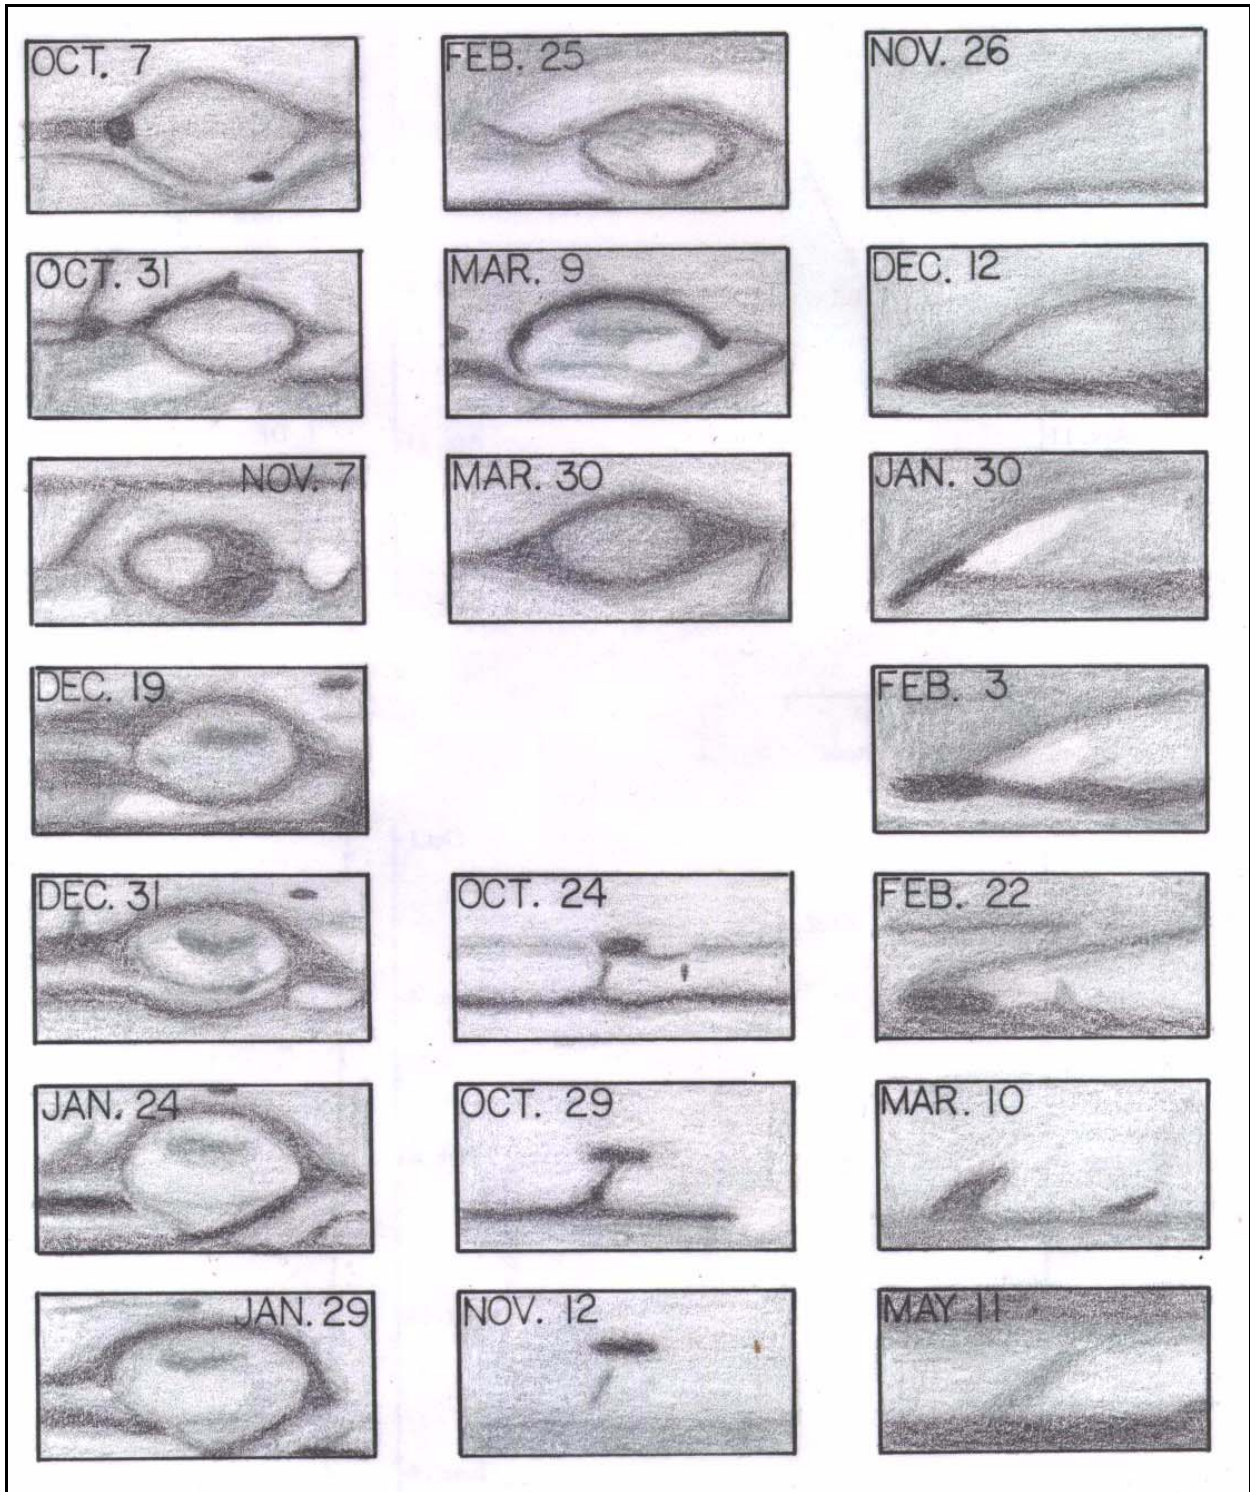 OCT. 7
OCT. 31
NOV. 7
DEC. 19
DEC. 31
JAN. 24
JAN. 29
FEB. 25
MAR. 9
MAR. 30
OCT. 24
OCT. 29
NOV. 12
NOV. 26
DEC. 12
JAN. 30
FEB. 3
FEB. 22
MAR. 10
MAY 11